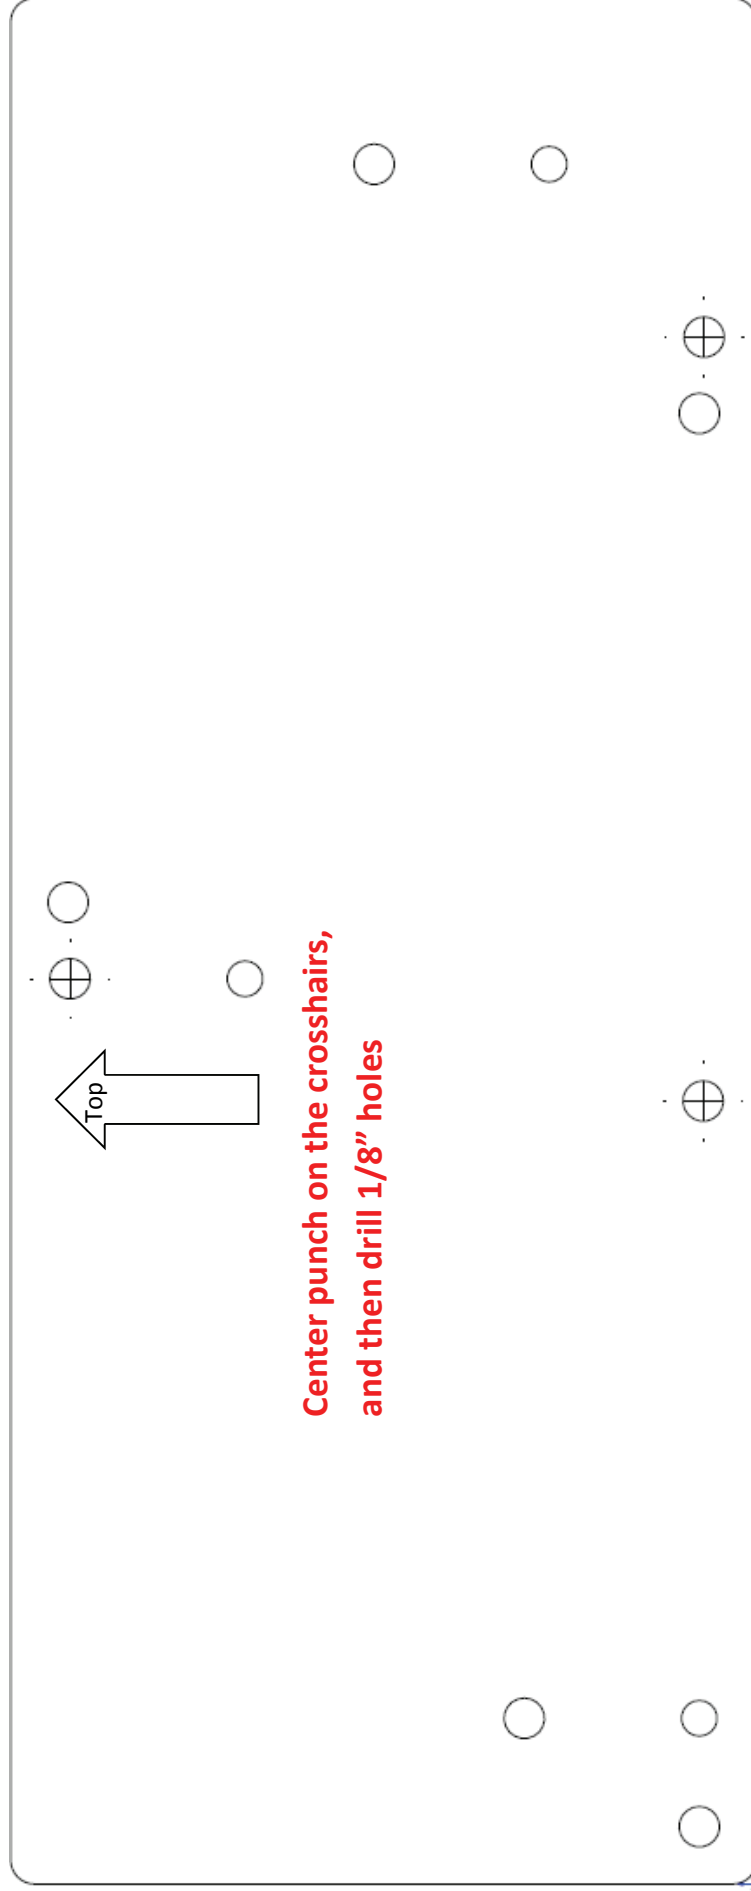 Top
Center punch on the crosshairs,
and then drill 1/8” holes